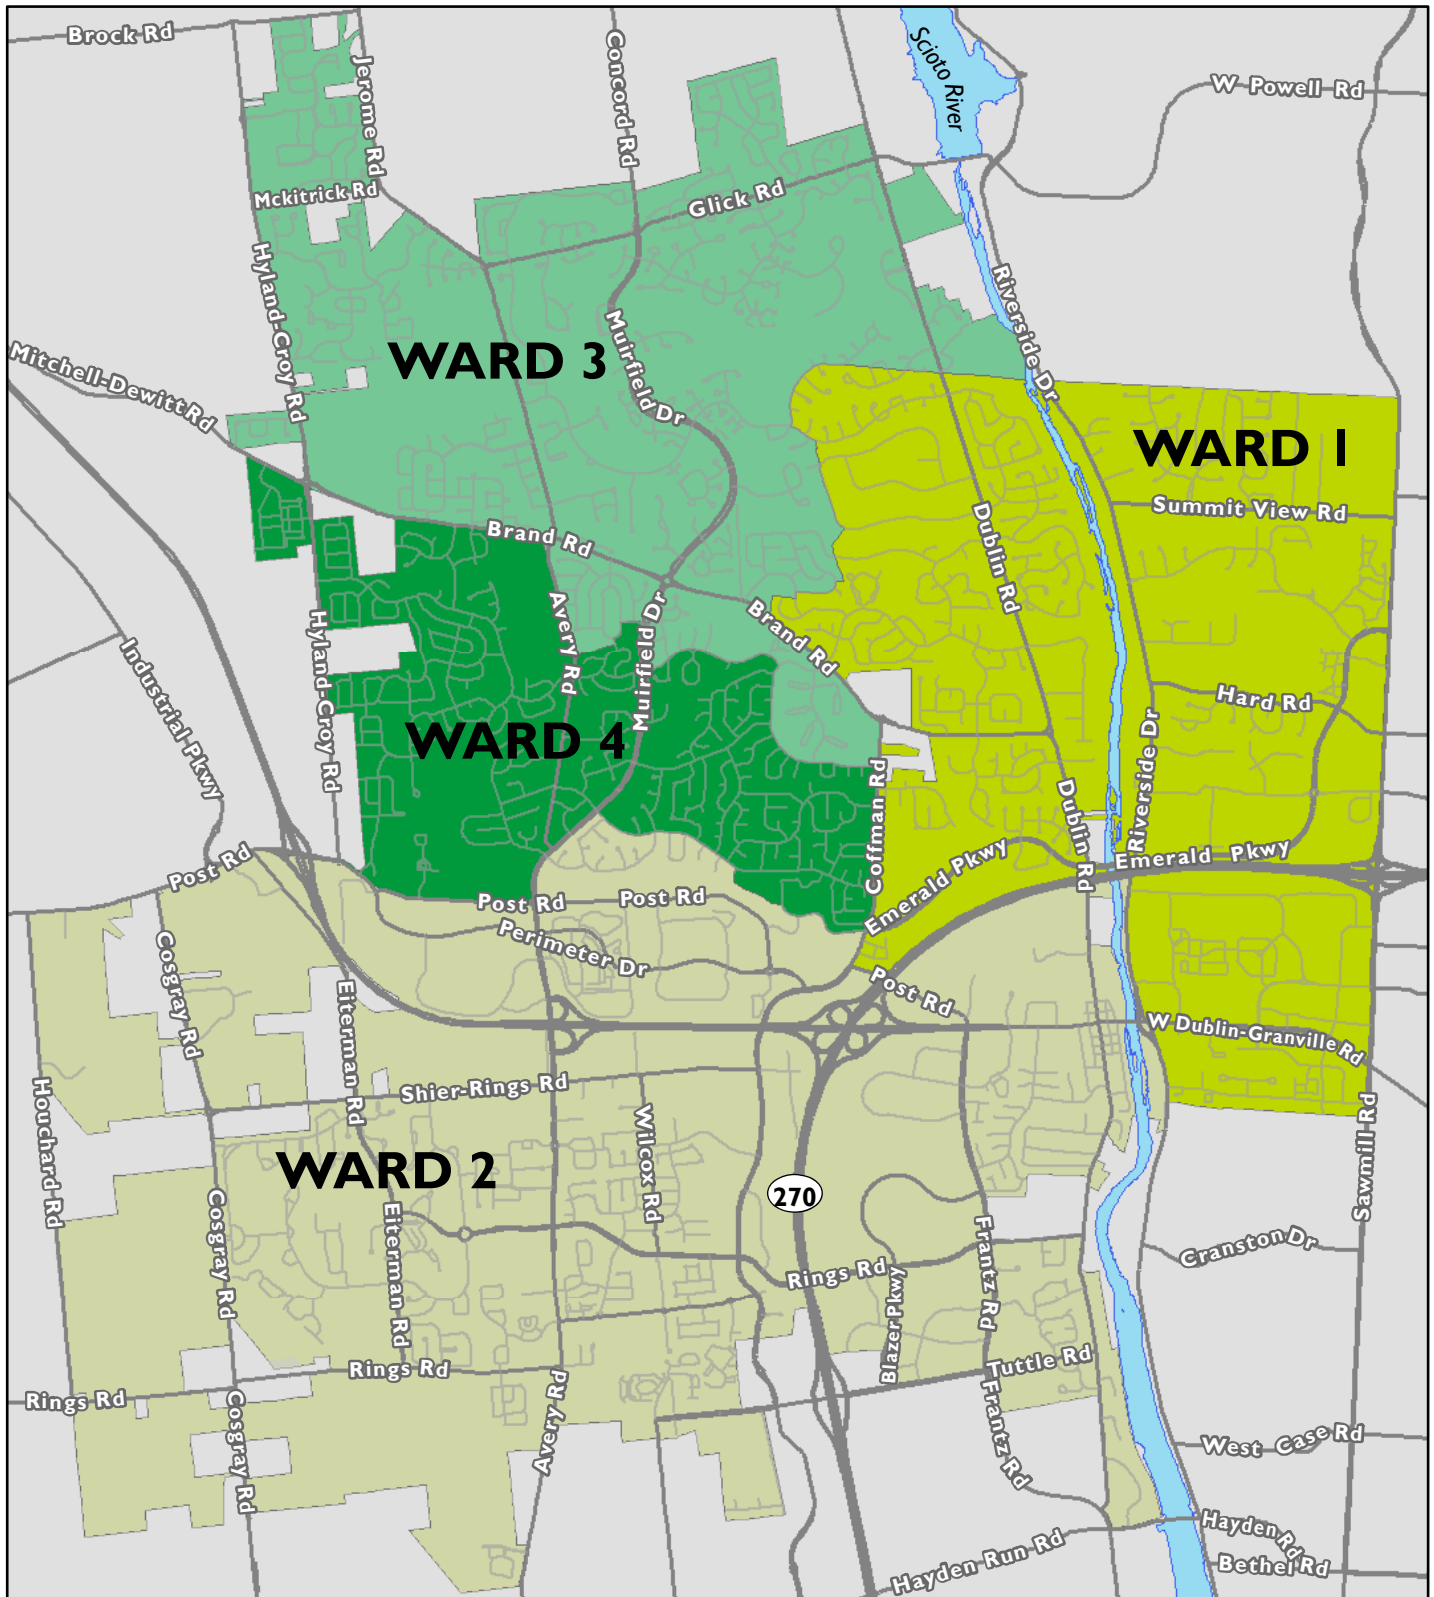 Brock Rd
Jerome Rd
Concord Rd
Scioto River
W Powell Rd
Mckitrick Rd
Glick Rd
Hyland-Croy Rd
Riverside Dr
Mitchell-Dewitt Rd
WARD 3
Muirfield Dr
WARD 1
Summit View Rd
Brand Rd
Dublin Rd
Avery Rd
Muirfield Dr
Brand Rd
Hyland-Croy Rd
Industrial Pkwy
Hard Rd
WARD 4
Riverside Dr
Coffman Rd
Dublin Rd
Emerald Pkwy
Emerald Pkwy
Post Rd
Post Rd
Post Rd
Perimeter Dr
Cosgray Rd
Eiterman Rd
Post Rd
W Dublin-Granville Rd
Shier-Rings Rd
Houchard Rd
Wilcox Rd
Sawmill Rd
WARD 2
270
Cosgray Rd
Eiterman Rd
Frantz Rd
Cranston Dr
Rings Rd
Blazer Pkwy
Tuttle Rd
Rings Rd
Rings Rd
Cosgray Rd
Avery Rd
Frantz Rd
West Case Rd
Hayden Run Rd
Hayden Rd
Bethel Rd